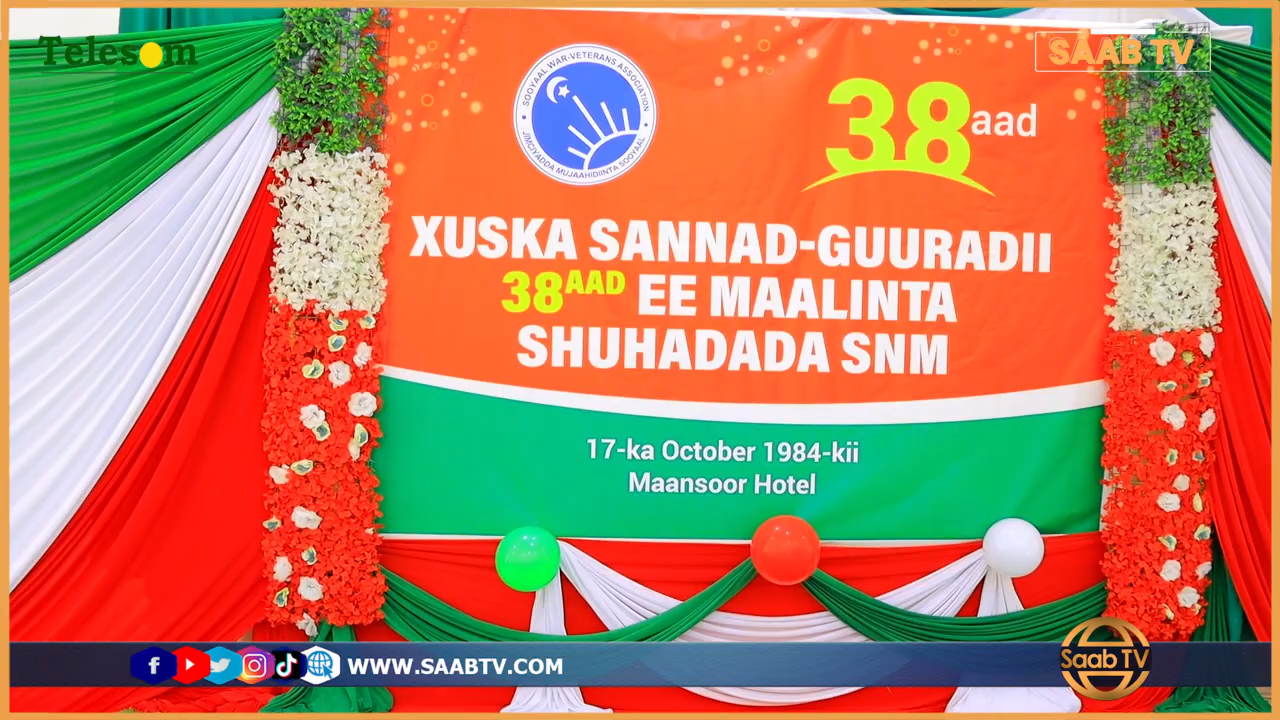 Telesom
SAAB TV
SOOYAAL WAR-VETERANS ASSOCIATION
JIMCIYADDA MUJAAHIDIINTA SOOYAAL
38aad
XUSKA SANNAD-GUURADII
38AAD EE MAALINTA
SHUHADADA SNM
17-ka October 1984-kii
Maansoor Hotel
WWW.SAABTV.COM
Saab TV